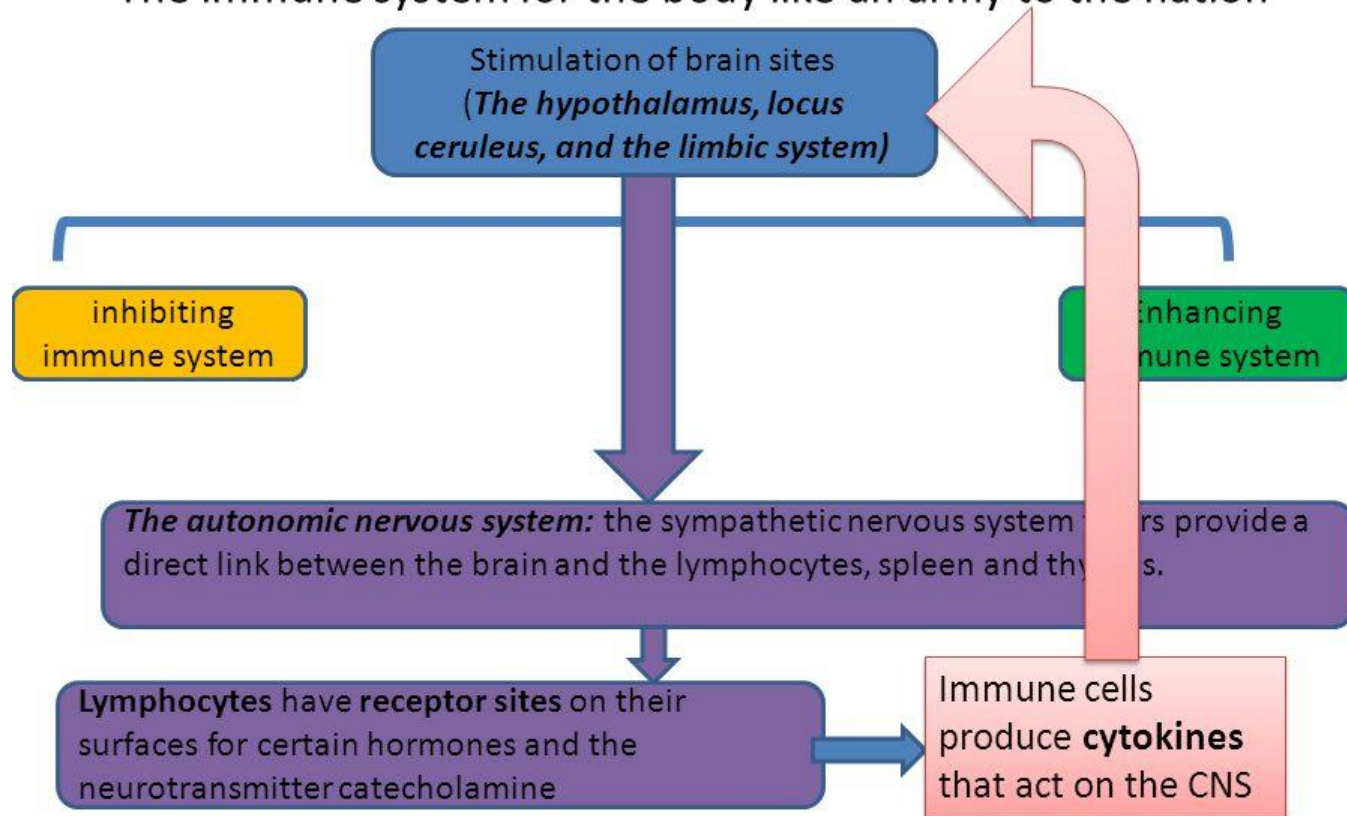 The immune system for the body like an army to the nation
Stimulation of brain sites
(The hypothalamus, locus
ceruleus, and the limbic system)
inhibiting
immune system
Enhancing
mune system
The autonomic nervous system: the sympathetic nervous system rs provide a
direct link between the brain and the lymphocytes, spleen and thy s.
Lymphocytes have receptor sites on their
surfaces for certain hormones and the
neurotransmitter catecholamine
Immune cells
produce cytokines
that act on the CNS